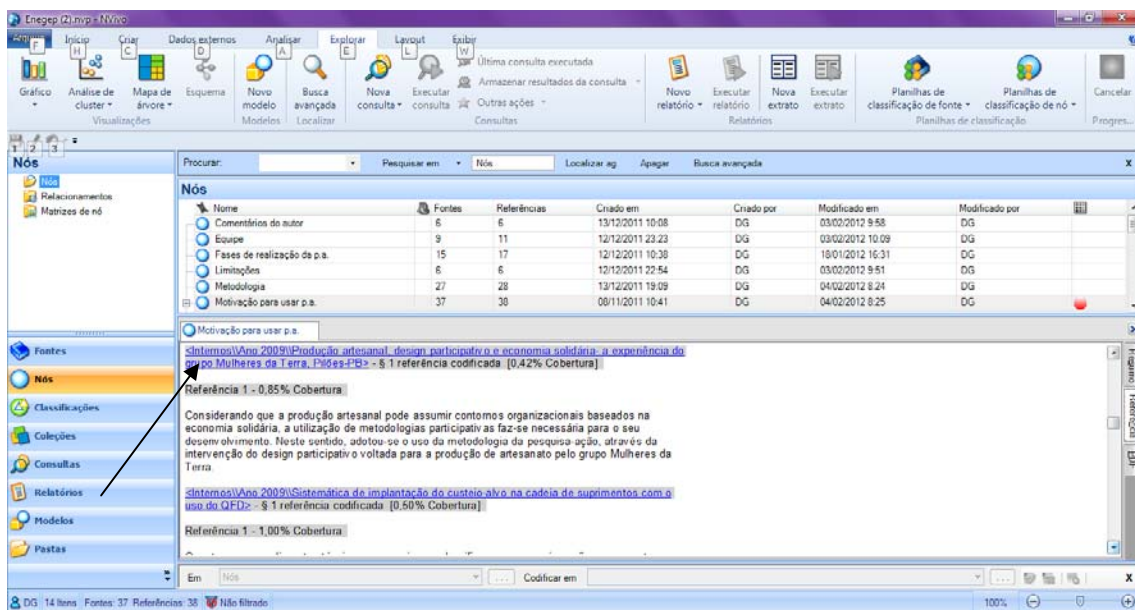 Enegep (2).nvp - NVivo
Arquivo Início Criar Dados externos Analisar Explorar Layout Exibir
F H C D A E L W
Gráfico
Análise de cluster
Mapa de árvore
Esquema
Visualizações
Novo modelo
Modelos
Busca avançada
Localizar
Nova consulta
Executar consulta
Última consulta executada
Armazenar resultados da consulta
Outras ações
Consultas
Novo relatório
Executar relatório
Nova extrato
Executar extrato
Relatórios
Planilhas de classificação de fonte
Planilhas de classificação de nó
Planilhas de classificação
Cancelar
Progres...
1 2 3
Nós
Nós
Relacionamentos
Matrizes de nó
Fontes
Nós
Classificações
Coleções
Consultas
Relatórios
Modelos
Pastas
Procurar: Pesquisar em Nós Localizar ag Apagar Busca avançada X
Nós
Nome Fontes Referências Criado em Criado por Modificado em Modificado por
Comentários do autor 6 6 13/12/2011 10:08 DG 03/02/2012 9:58 DG
Equipe 9 11 12/12/2011 23:23 DG 03/02/2012 10:09 DG
Fases de realização da p.a. 15 17 12/12/2011 10:38 DG 18/01/2012 16:31 DG
Limitações 6 6 12/12/2011 22:54 DG 03/02/2012 9:51 DG
Metodologia 27 28 13/12/2011 19:09 DG 04/02/2012 8:24 DG
Motivação para usar p.a. 37 38 08/11/2011 10:41 DG 04/02/2012 8:25 DG
Motivação para usar p.a.
<Internos\\Ano 2009\\Produção artesanal, design participativo e economia solidária- a experiência do
grupo Mulheres da Terra, Pilões-PB> - § 1 referência codificada [0,42% Cobertura]
Referência 1 - 0,85% Cobertura
Considerando que a produção artesanal pode assumir contornos organizacionais baseados na
economia solidária, a utilização de metodologias participativas faz-se necessária para o seu
desenvolvimento. Neste sentido, adotou-se o uso da metodologia da pesquisa-ação, através da
intervenção do design participativo voltada para a produção de artesanato pelo grupo Mulheres da
Terra.
<Internos\\Ano 2009\\Sistemática de implantação do custeio-alvo na cadeia de suprimentos com o
uso do QFD> - § 1 referência codificada [0,50% Cobertura]
Referência 1 - 1,00% Cobertura
Em Nós ... Codificar em ... X
DG 14 Itens Fontes: 37 Referências: 38 Não filtrado 100%